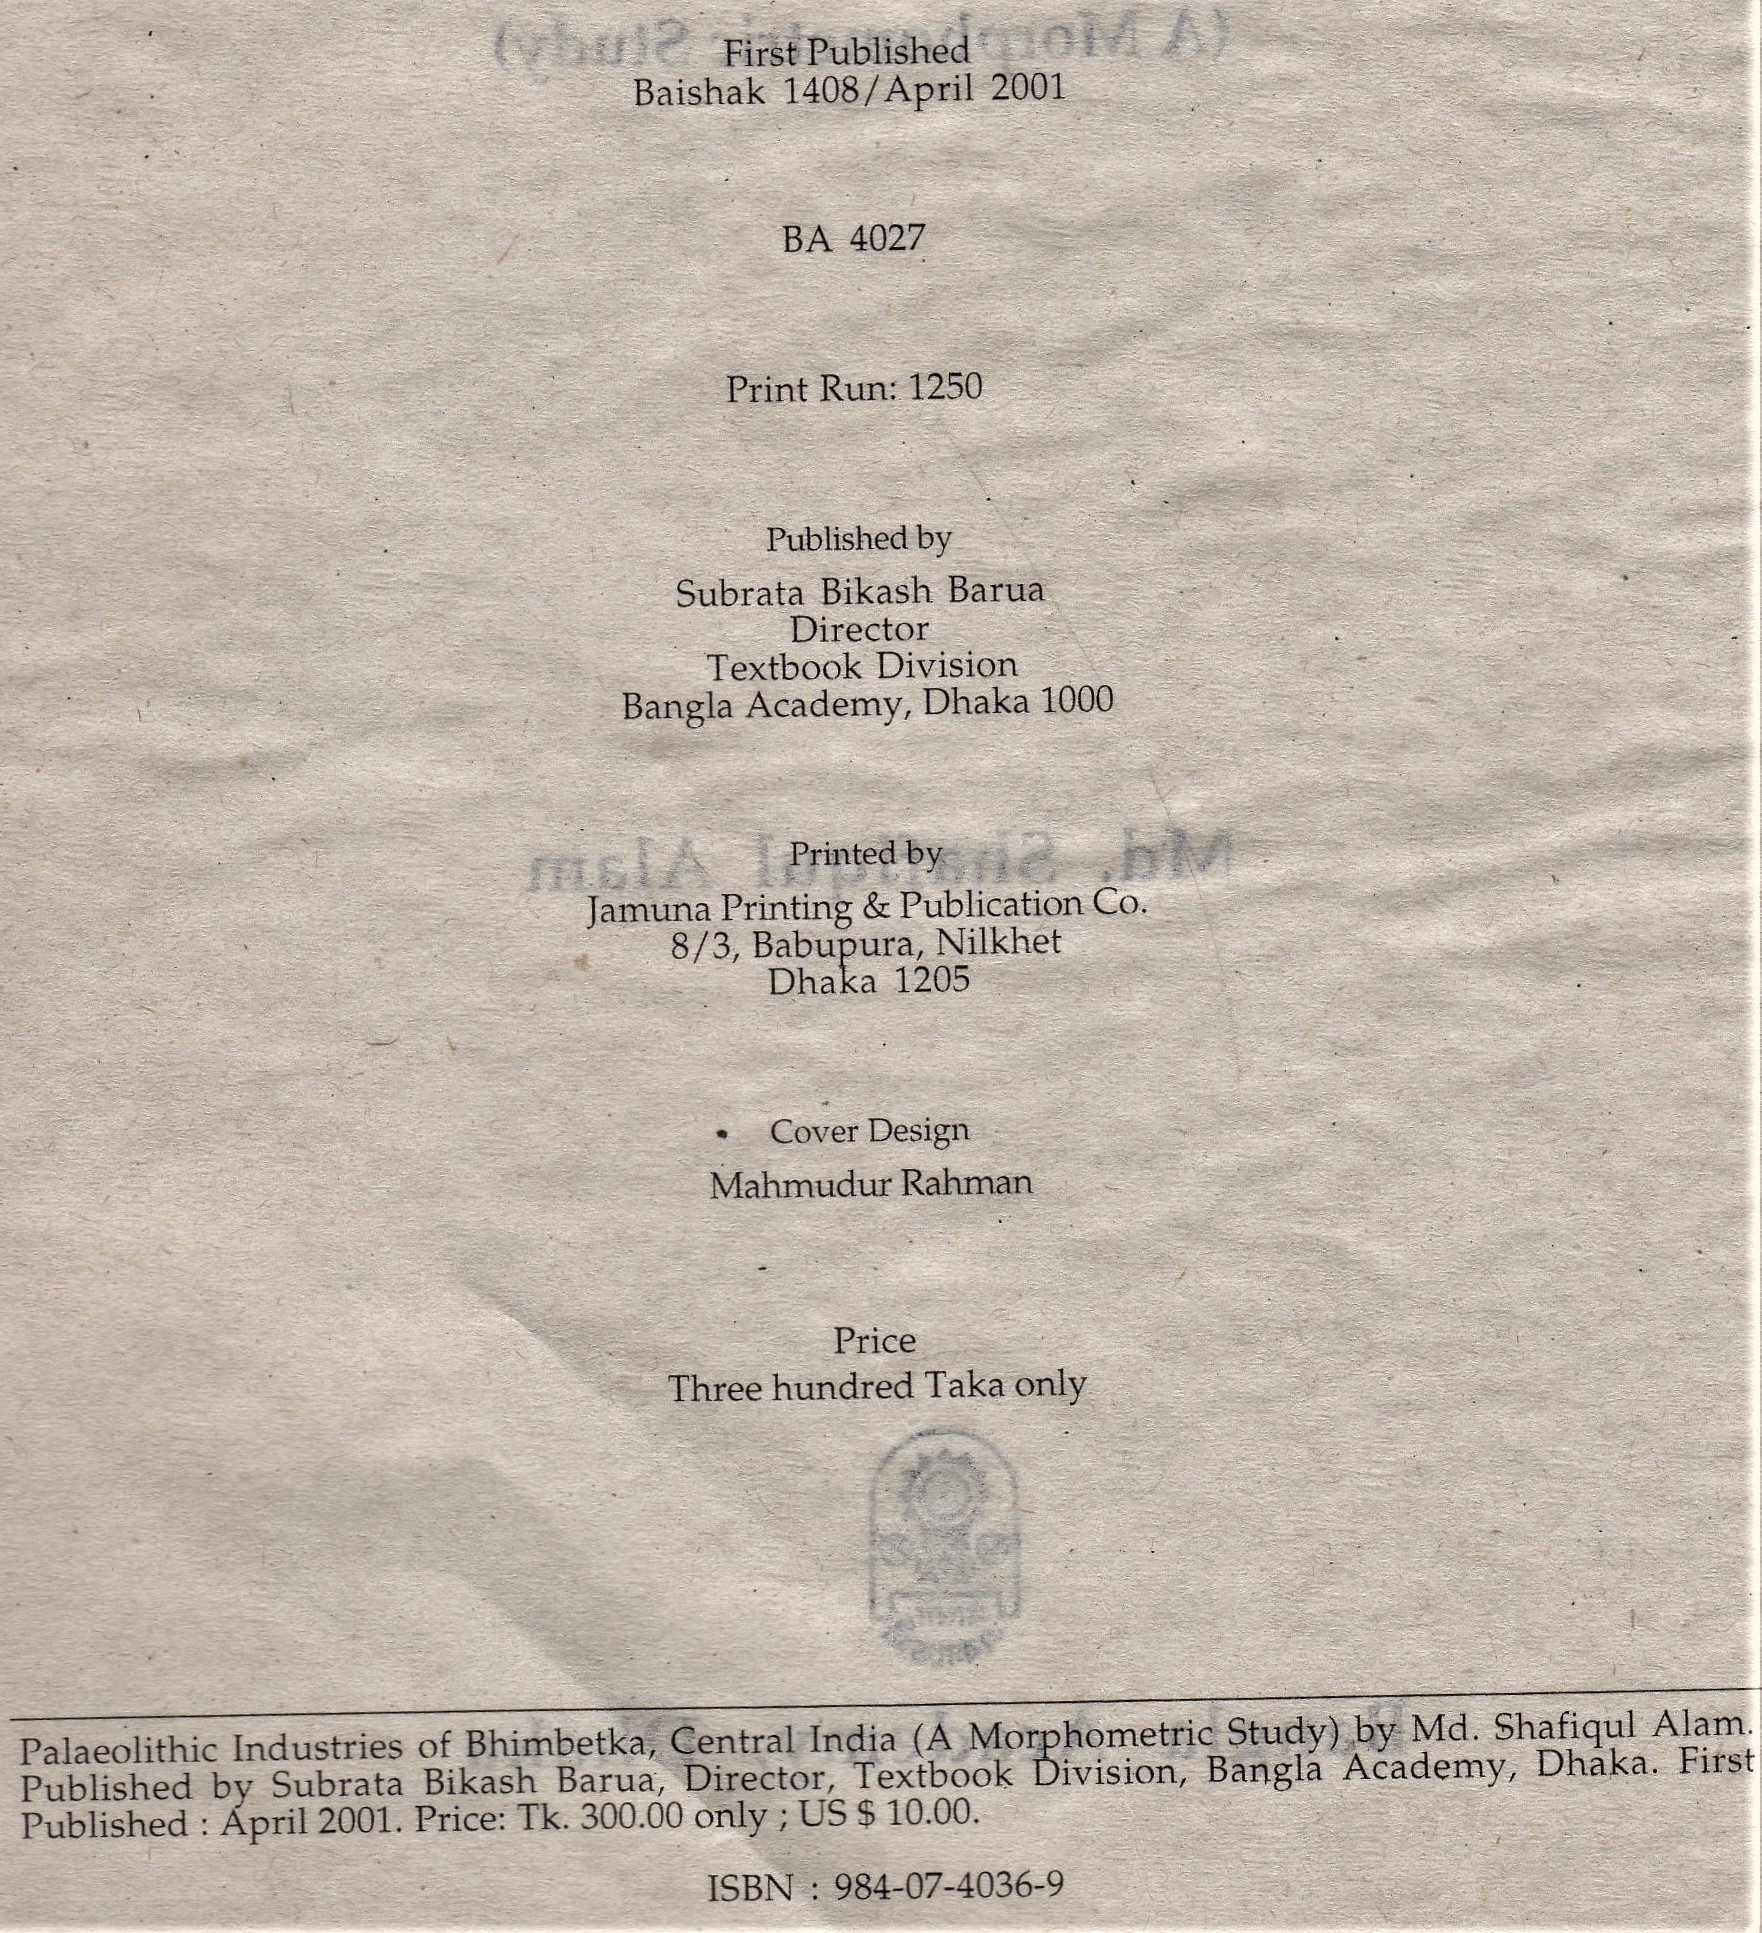 First Published
Baishak 1408/April 2001
BA 4027
Print Run: 1250
Published by
Subrata Bikash Barua
Director
Textbook Division
Bangla Academy, Dhaka 1000
Printed by
Jamuna Printing & Publication Co.
8/3, Babupura, Nilkhet
Dhaka 1205
Cover Design
Mahmudur Rahman
Price
Three hundred Taka only
Palaeolithic Industries of Bhimbetka, Central India (A Morphometric Study) by Md. Shafiqul Alam.
Published by Subrata Bikash Barua, Director, Textbook Division, Bangla Academy, Dhaka. First
Published : April 2001. Price: Tk. 300.00 only ; US $ 10.00.
ISBN : 984-07-4036-9